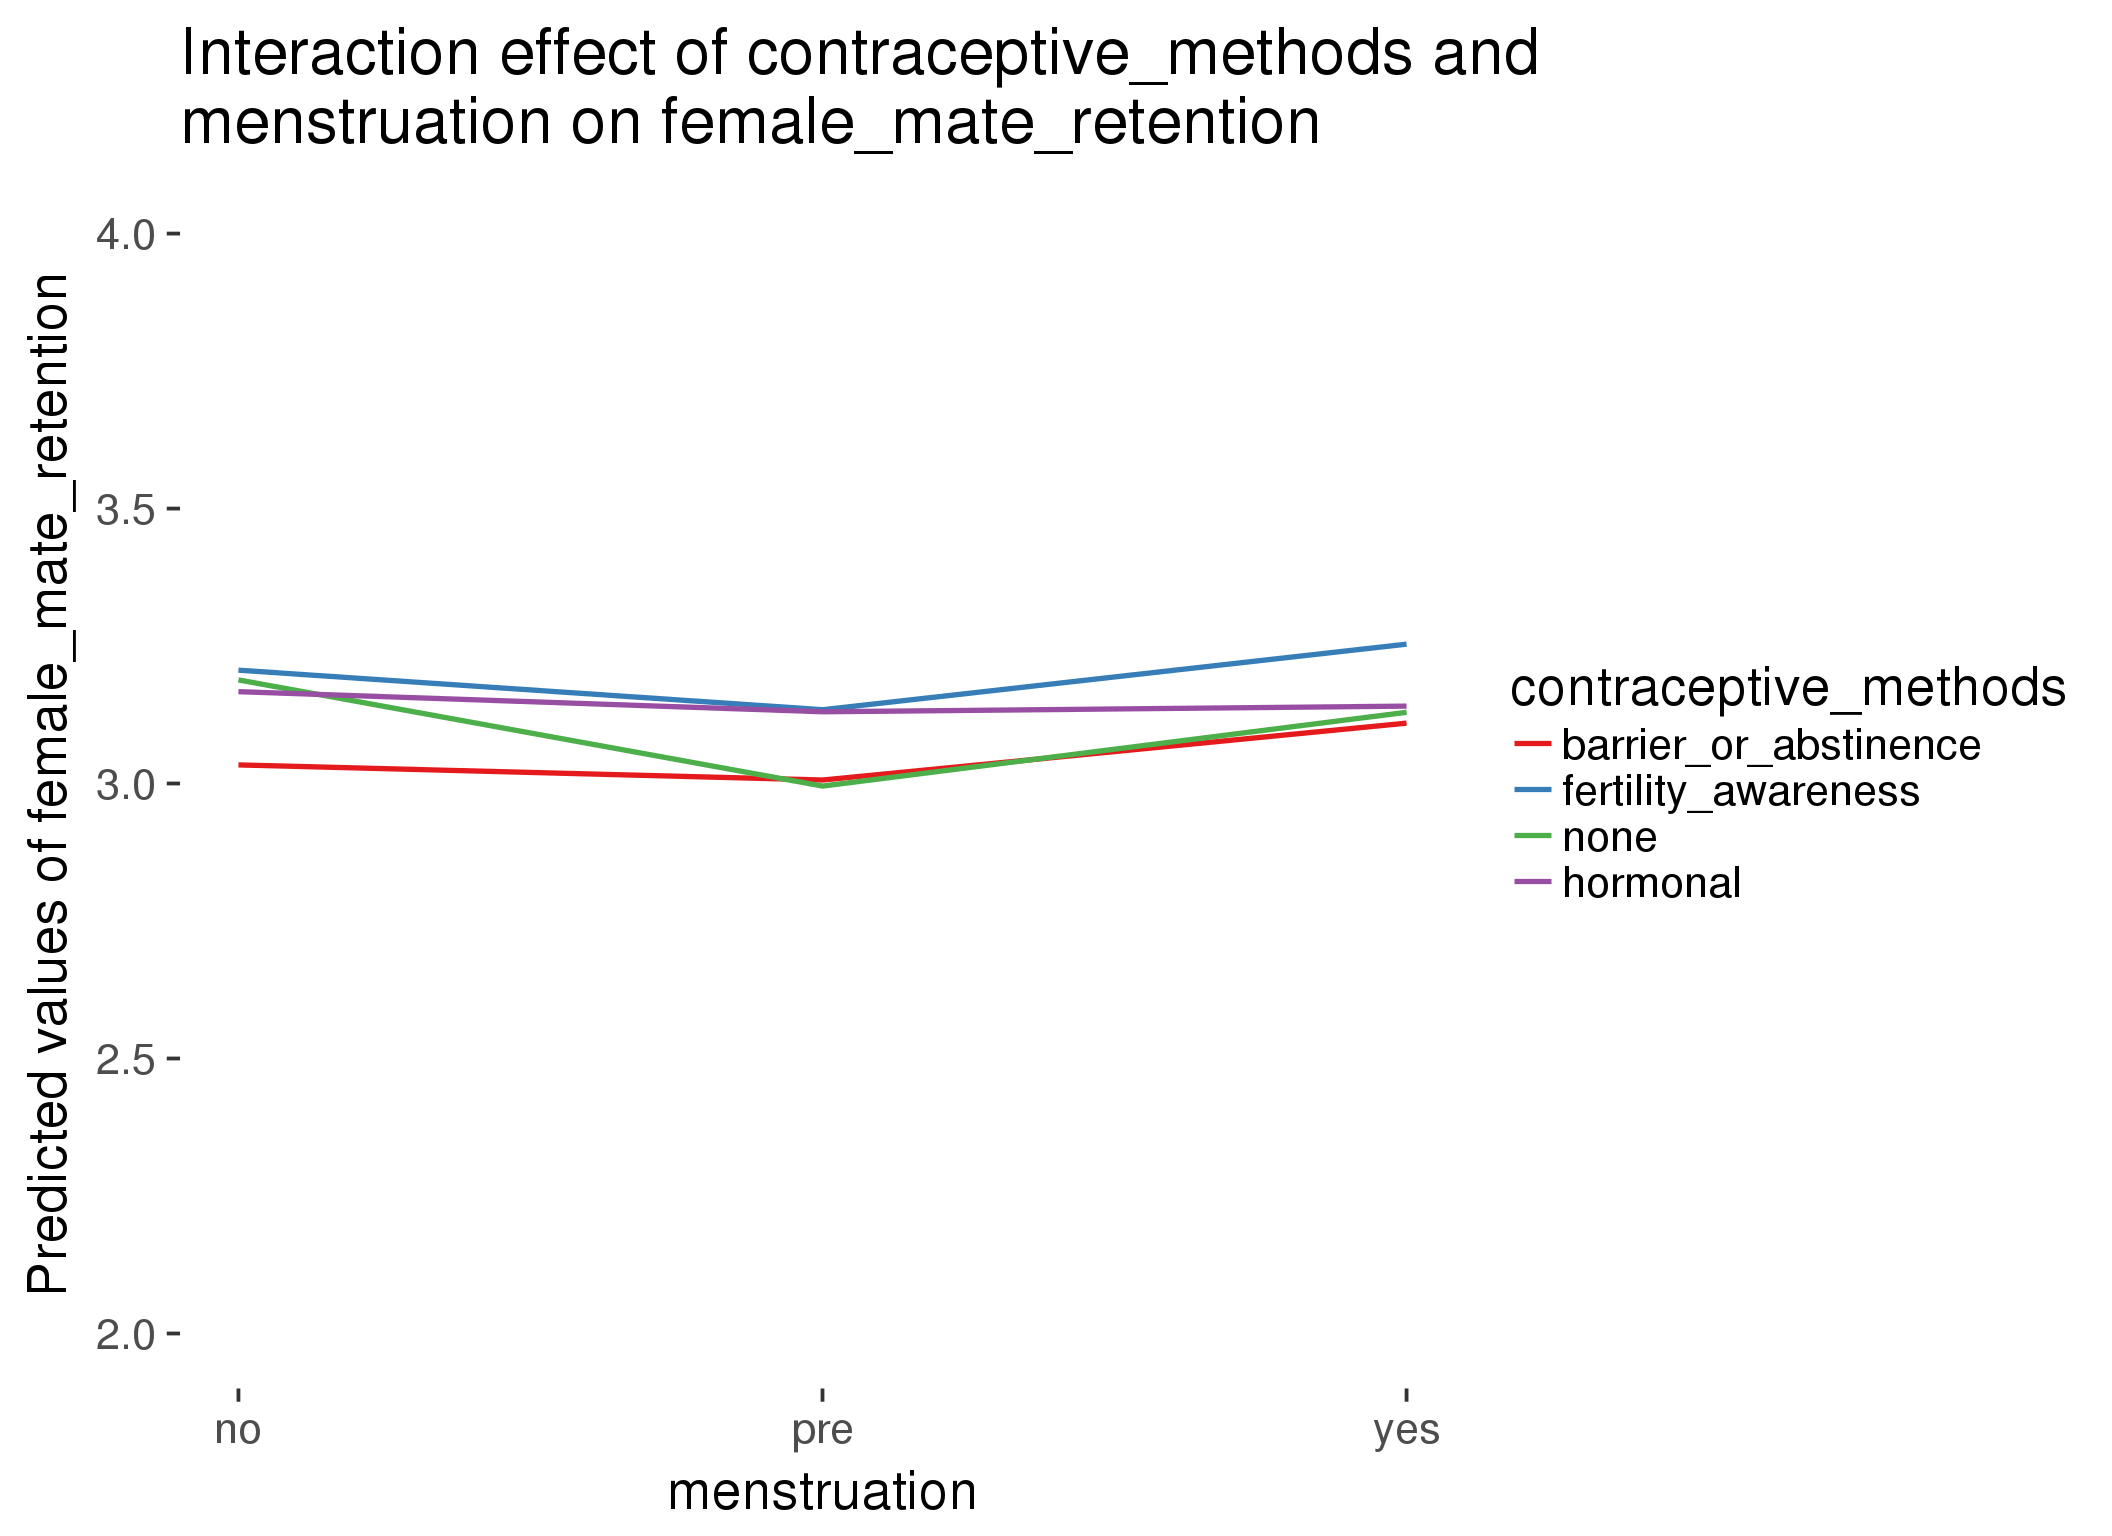 Interaction effect of contraceptive_methods and
menstruation on female_mate_retention
Predicted values of female_mate_retention
4.0
3.5
3.0
2.5
2.0
no
pre
yes
menstruation
contraceptive_methods
barrier_or_abstinence
fertility_awareness
none
hormonal